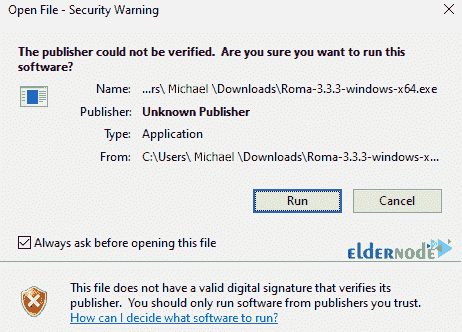 Open File - Security Warning
The publisher could not be verified. Are you sure you want to run this
software?
Name: ...rs\ Michael \Downloads\Roma-3.3.3-windows-x64.exe
Publisher: Unknown Publisher
Type: Application
From: C:\Users\ Michael \Downloads\Roma-3.3.3-windows-x...
Run Cancel
Always ask before opening this file
eldernode
This file does not have a valid digital signature that verifies its
publisher. You should only run software from publishers you trust.
How can I decide what software to run?